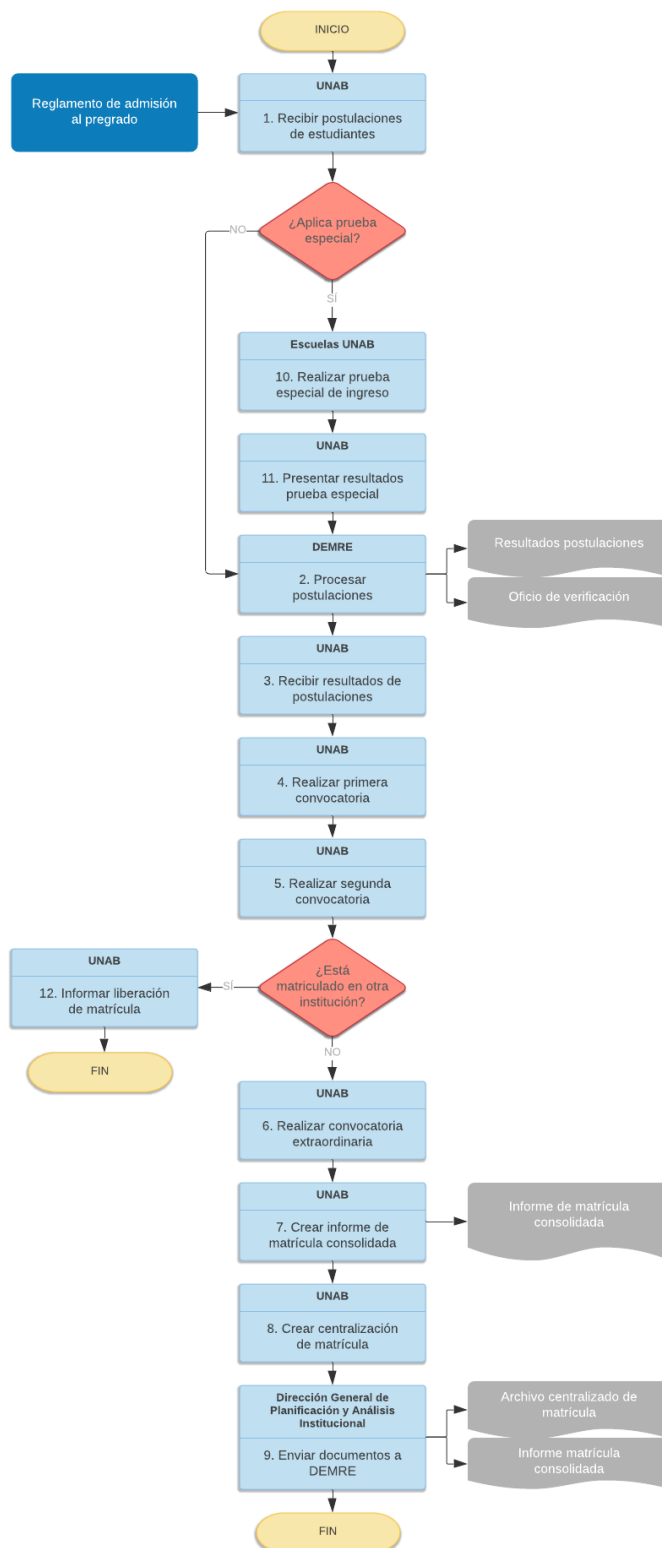 INICIO
Reglamento de admisión
al pregrado
UNAB
1. Recibir postulaciones
de estudiantes
¿Aplica prueba
especial?
NO
SÍ
Escuelas UNAB
10. Realizar prueba
especial de ingreso
UNAB
11. Presentar resultados
prueba especial
DEMRE
2. Procesar
postulaciones
Resultados postulaciones
Oficio de verificación
UNAB
3. Recibir resultados de
postulaciones
UNAB
4. Realizar primera
convocatoria
UNAB
5. Realizar segunda
convocatoria
¿Está
matriculado en otra
institución?
SÍ
UNAB
12. Informar liberación
de matrícula
FIN
NO
UNAB
6. Realizar convocatoria
extraordinaria
UNAB
7. Crear informe de
matrícula consolidada
Informe de matrícula
consolidada
UNAB
8. Crear centralización
de matrícula
Dirección General de
Planificación y Análisis
Institucional
9. Enviar documentos a
DEMRE
Archivo centralizado de
matrícula
Informe matrícula
consolidada
FIN